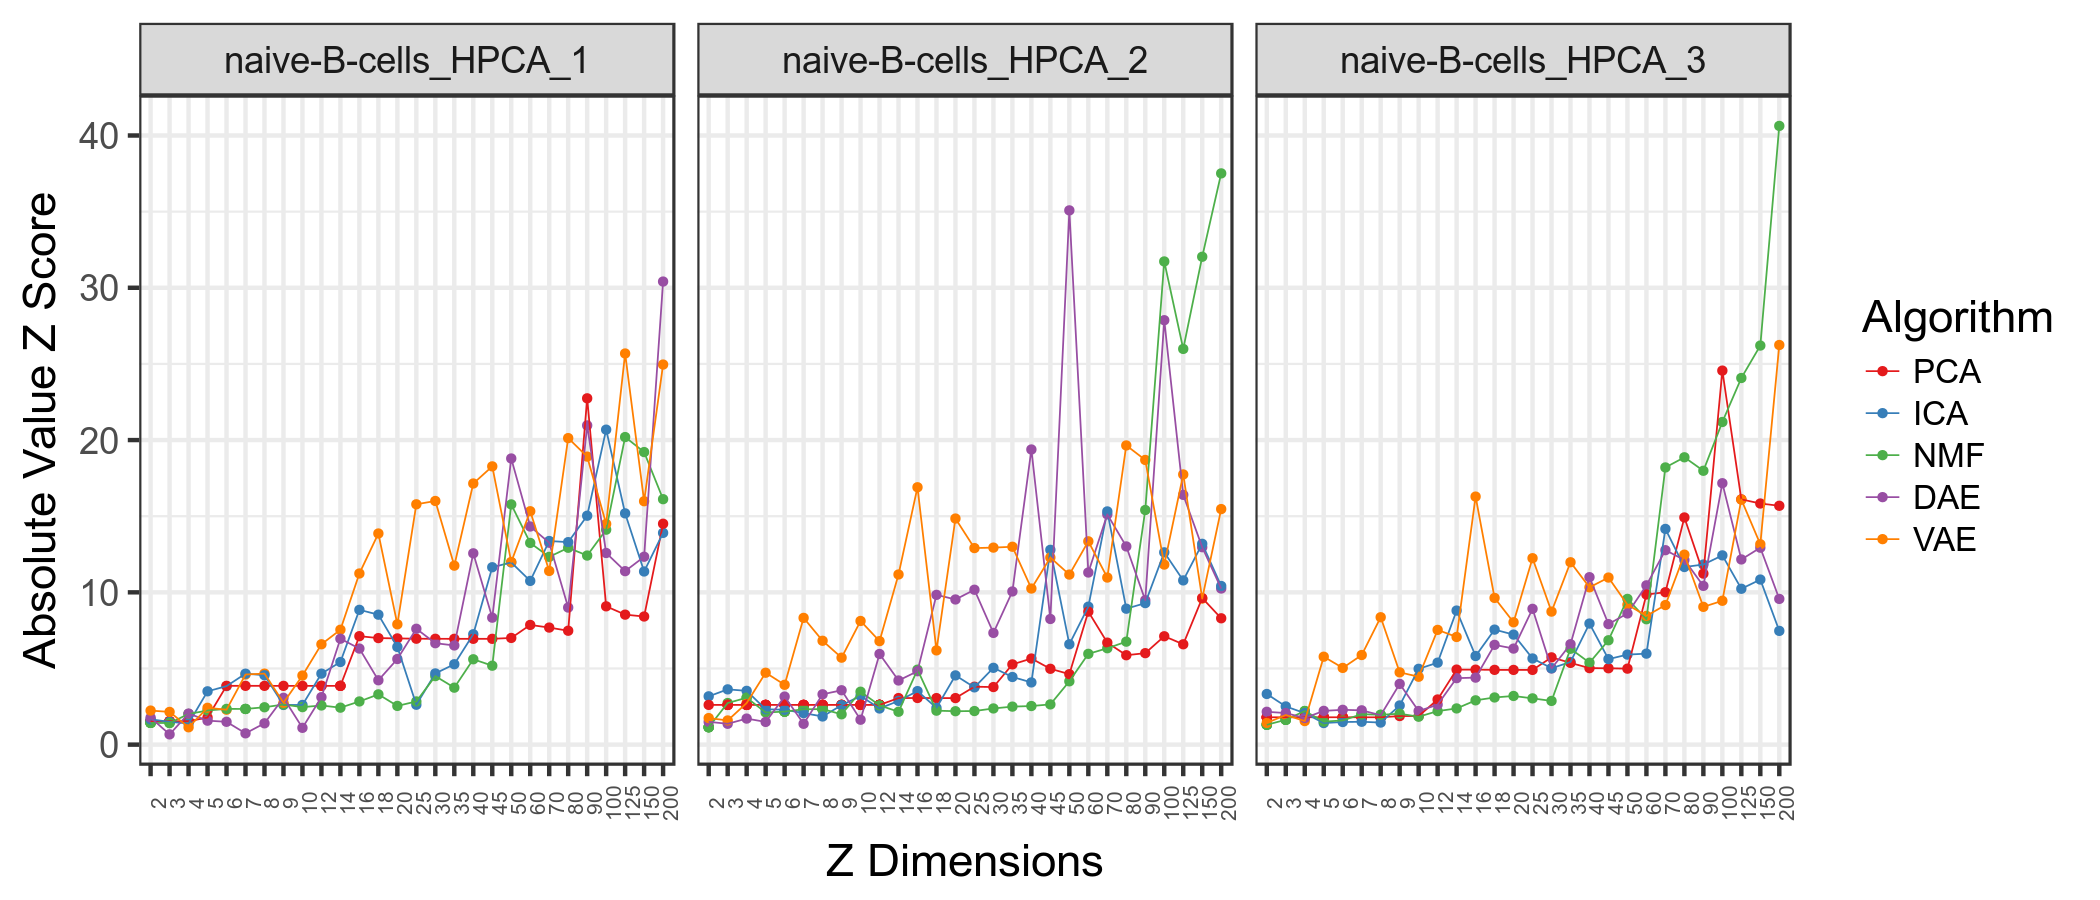 naive-B-cells_HPCA_1
naive-B-cells_HPCA_2
naive-B-cells_HPCA_3
Absolute Value Z Score
40
30
20
10
0
2 3 4 5 6 7 8 9 10 12 14 16 18 20 25 30 35 40 45 50 60 70 80 90 100 125 150 200
2 3 4 5 6 7 8 9 10 12 14 16 18 20 25 30 35 40 45 50 60 70 80 90 100 125 150 200
2 3 4 5 6 7 8 9 10 12 14 16 18 20 25 30 35 40 45 50 60 70 80 90 100 125 150 200
Z Dimensions
Algorithm
PCA
ICA
NMF
DAE
VAE